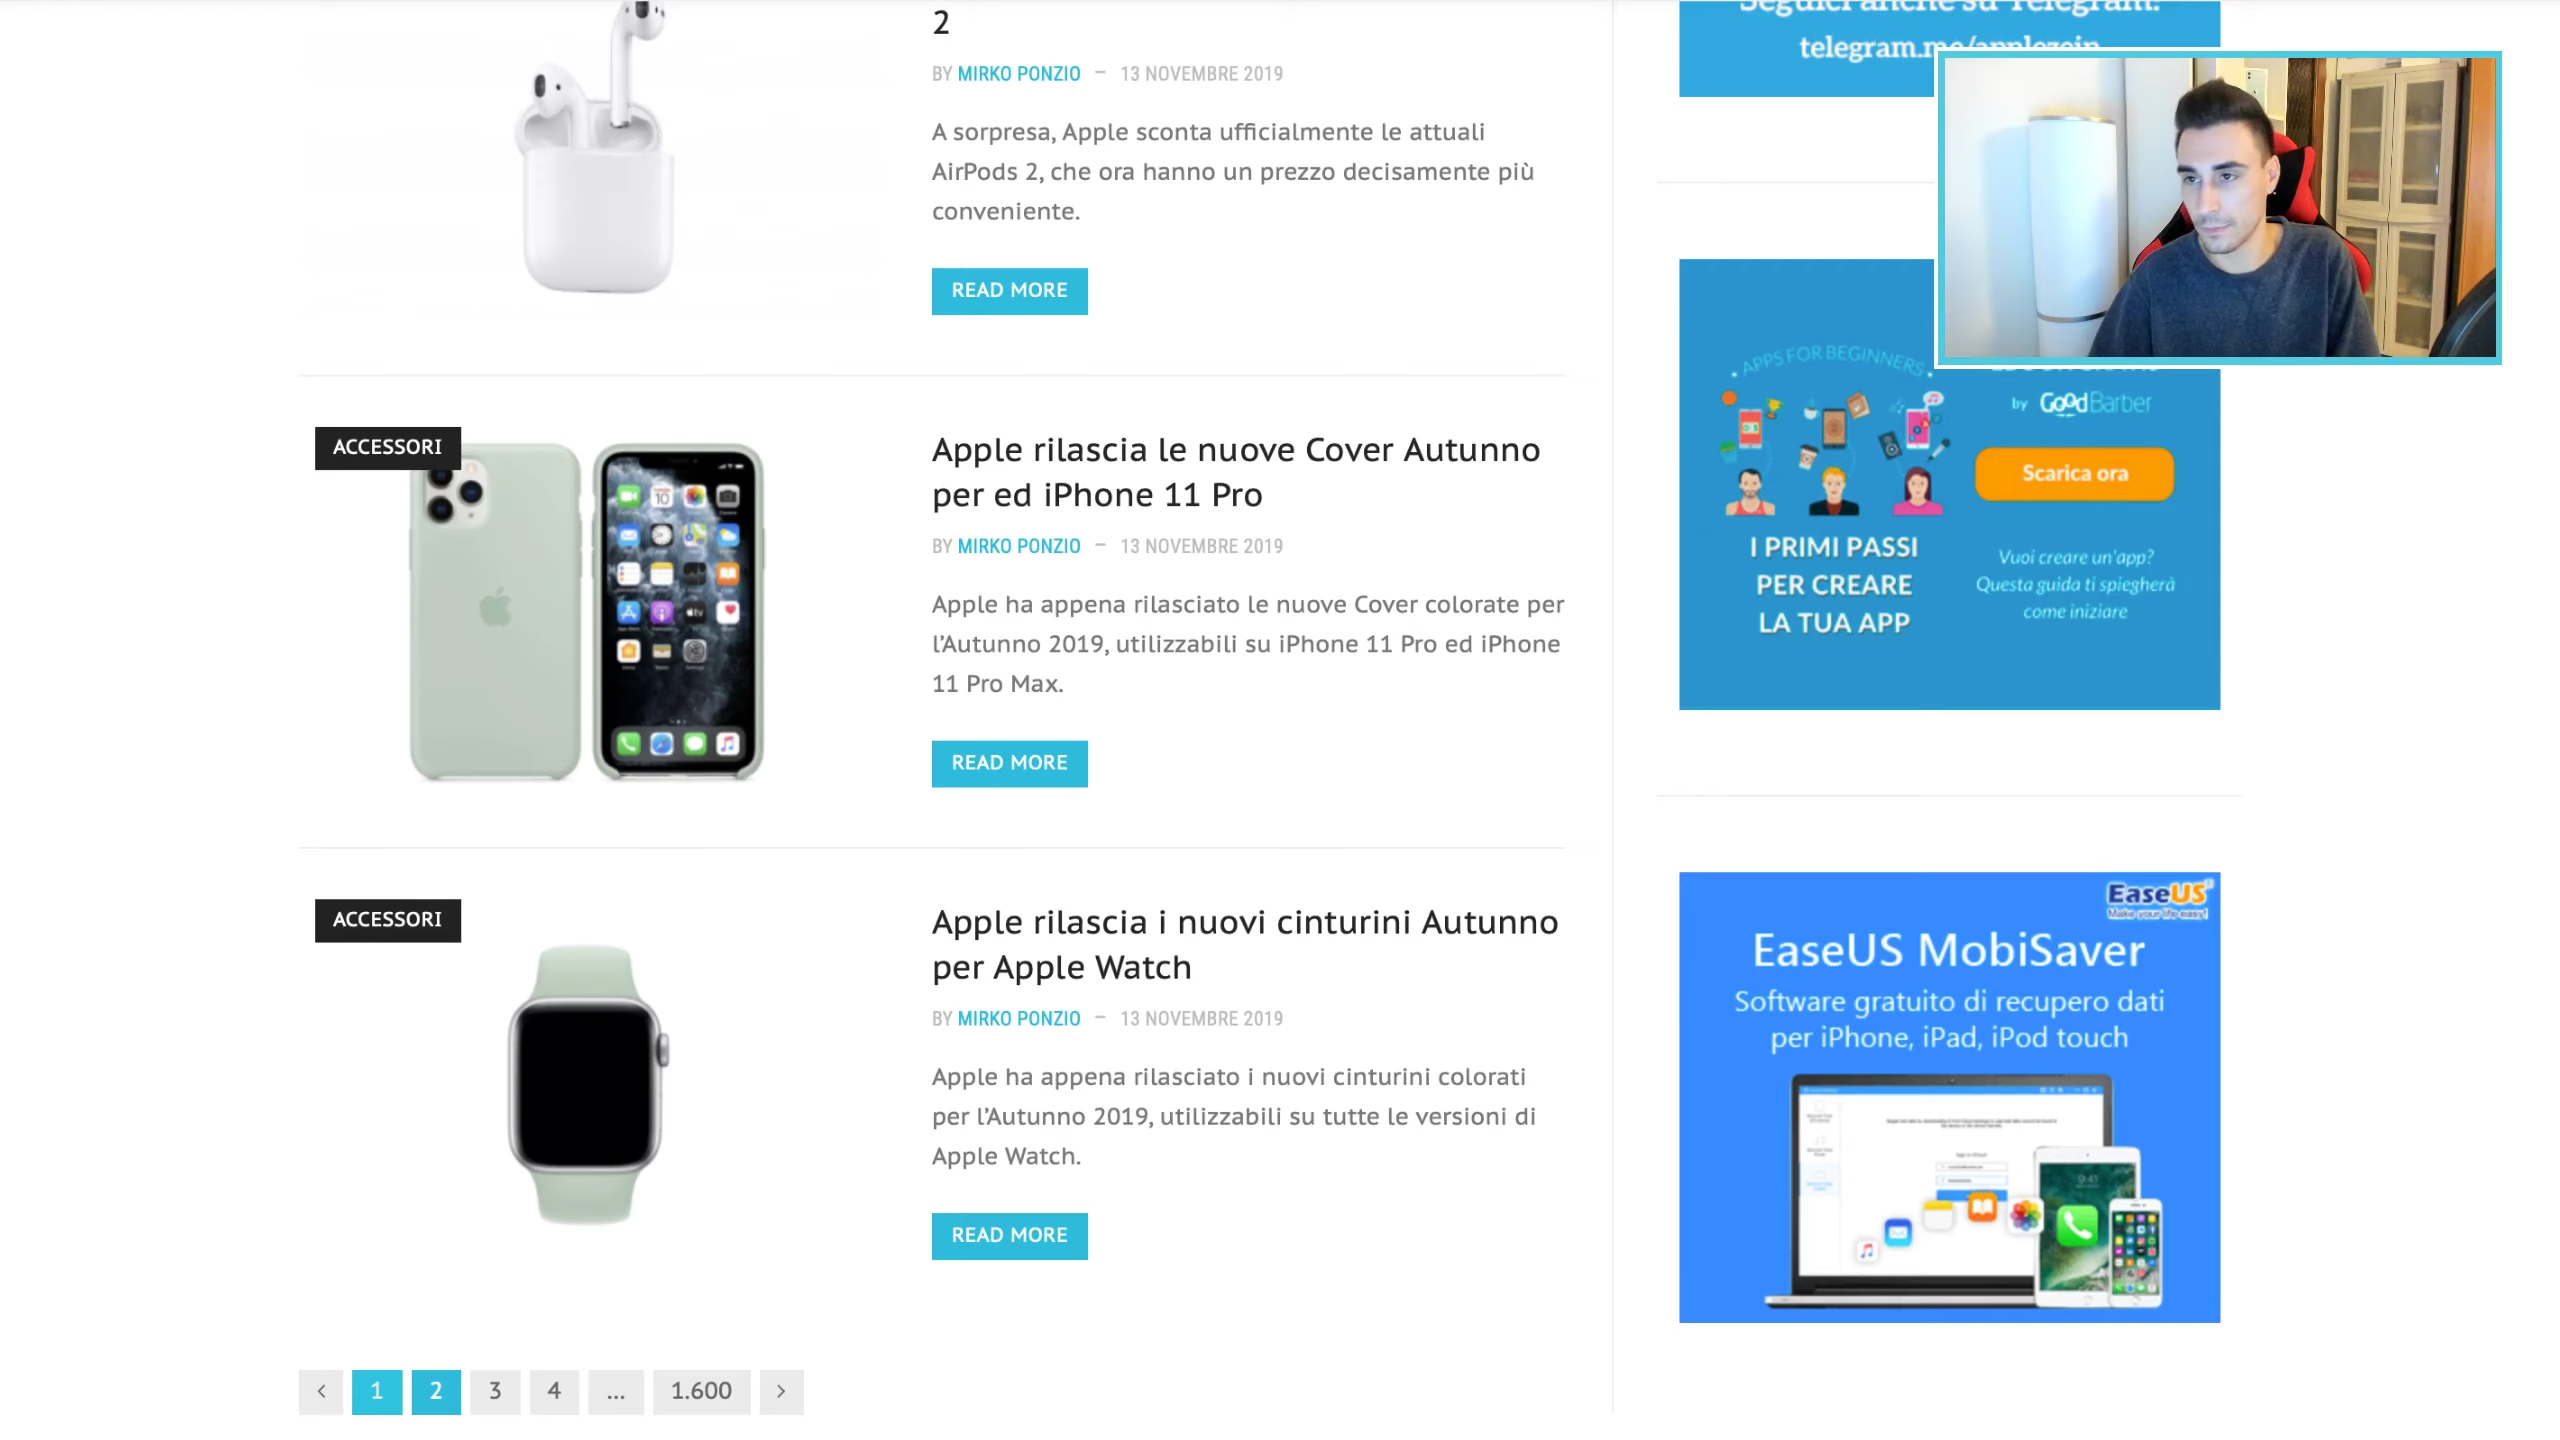 2
BY MIRKO PONZIO – 13 NOVEMBRE 2019
A sorpresa, Apple sconta ufficialmente le attuali
AirPods 2, che ora hanno un prezzo decisamente più
conveniente.
READ MORE
ACCESSORI
Apple rilascia le nuove Cover Autunno
per ed iPhone 11 Pro
BY MIRKO PONZIO – 13 NOVEMBRE 2019
Apple ha appena rilasciato le nuove Cover colorate per
l’Autunno 2019, utilizzabili su iPhone 11 Pro ed iPhone
11 Pro Max.
READ MORE
ACCESSORI
Apple rilascia i nuovi cinturini Autunno
per Apple Watch
BY MIRKO PONZIO – 13 NOVEMBRE 2019
Apple ha appena rilasciato i nuovi cinturini colorati
per l’Autunno 2019, utilizzabili su tutte le versioni di
Apple Watch.
READ MORE
< 1 2 3 4 ... 1.600 >
Seguici anche su Telegram:
telegram.me/applezein
• APPS FOR BEGINNERS •
I PRIMI PASSI
PER CREARE
LA TUA APP
by GoodBarber
Scarica ora
Vuoi creare un'app?
Questa guida ti spiegherà
come iniziare
EaseUS
Make your life easy!
EaseUS MobiSaver
Software gratuito di recupero dati
per iPhone, iPad, iPod touch
9:41